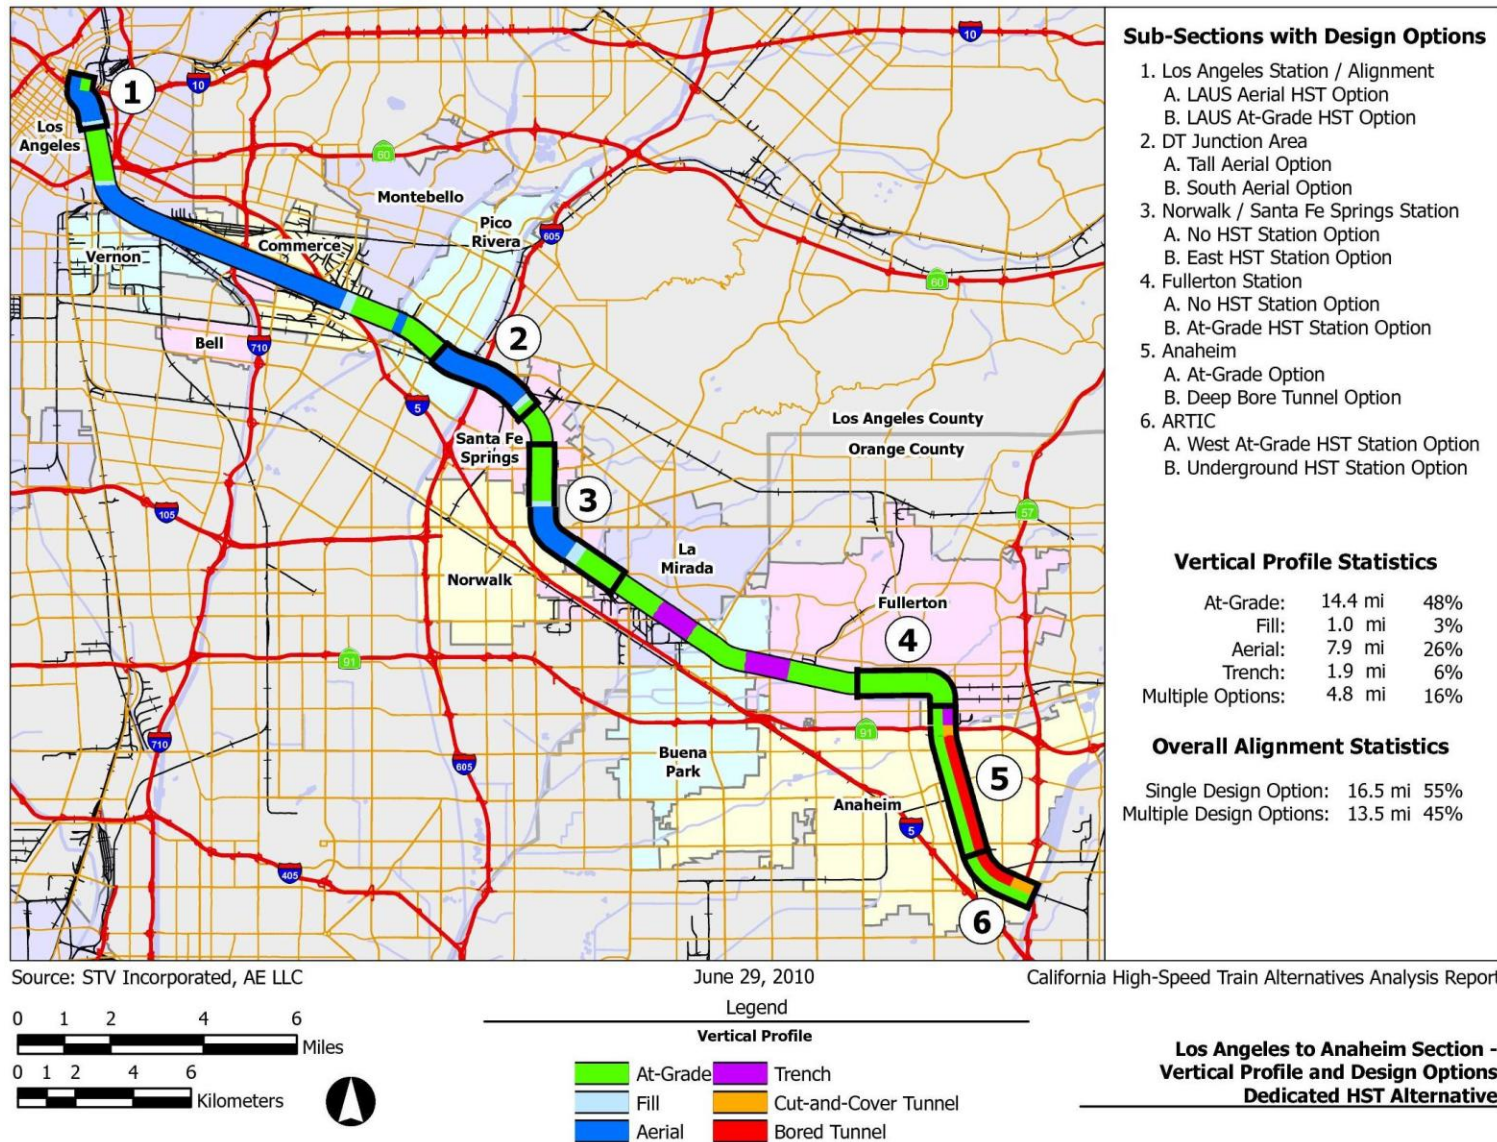 Sub-Sections with Design Options
1. Los Angeles Station / Alignment
A. LAUS Aerial HST Option
B. LAUS At-Grade HST Option
2. DT Junction Area
A. Tall Aerial Option
B. South Aerial Option
3. Norwalk / Santa Fe Springs Station
A. No HST Station Option
B. East HST Station Option
4. Fullerton Station
A. No HST Station Option
B. At-Grade HST Station Option
5. Anaheim
A. At-Grade Option
B. Deep Bore Tunnel Option
6. ARTIC
A. West At-Grade HST Station Option
B. Underground HST Station Option
Vertical Profile Statistics
At-Grade: 14.4 mi 48%
Fill: 1.0 mi 3%
Aerial: 7.9 mi 26%
Trench: 1.9 mi 6%
Multiple Options: 4.8 mi 16%
Overall Alignment Statistics
Single Design Option: 16.5 mi 55%
Multiple Design Options: 13.5 mi 45%
10
10
1
Los
Angeles
60
Montebello
Pico
Rivera
605
Commerce
Vernon
60
Bell
710
2
5
Los Angeles County
Orange County
Santa Fe
Springs
3
105
57
La
Mirada
Norwalk
Fullerton
4
91
91
710
605
Buena
Park
5
Anaheim
5
405
6
Source: STV Incorporated, AE LLC
June 29, 2010
California High-Speed Train Alternatives Analysis Report
0 1 2 4 6
Miles
0 1 2 4 6
Kilometers
Legend
Vertical Profile
At-Grade
Fill
Aerial
Trench
Cut-and-Cover Tunnel
Bored Tunnel
Los Angeles to Anaheim Section -
Vertical Profile and Design Options
Dedicated HST Alternative